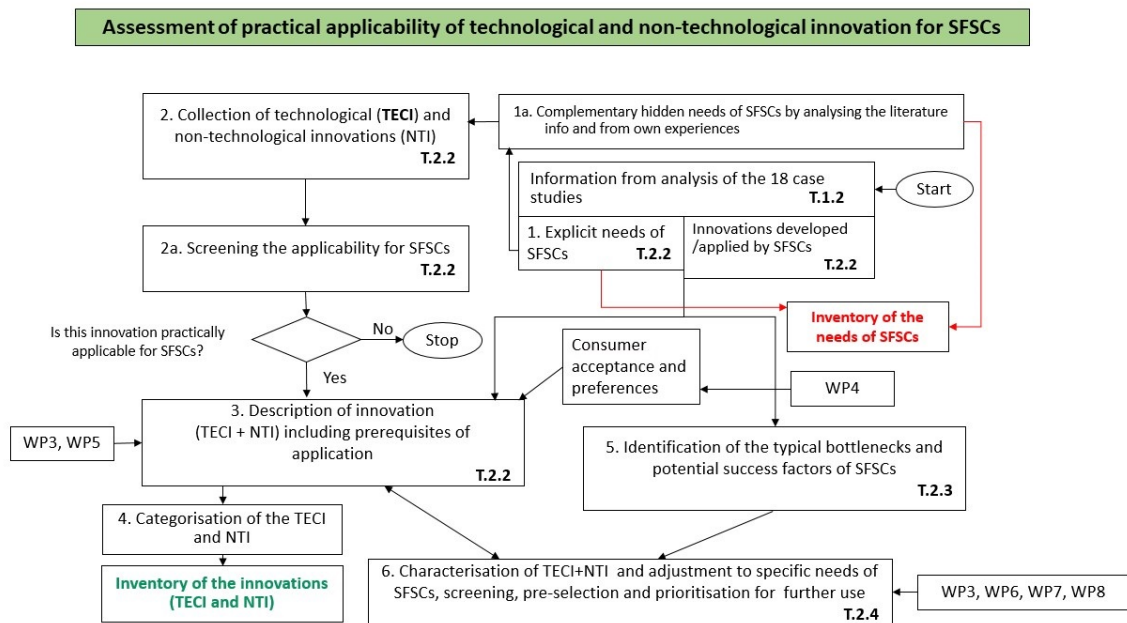 Assessment of practical applicability of technological and non-technological innovation for SFSCs
2. Collection of technological (TECI) and
non-technological innovations (NTI)
T.2.2
1a. Complementary hidden needs of SFSCs by analysing the literature
info and from own experiences
Information from analysis of the 18 case
studies
T.1.2
Start
1. Explicit needs of
SFSCs
T.2.2
Innovations developed
/applied by SFSCs
T.2.2
2a. Screening the applicability for SFSCs
T.2.2
Inventory of the
needs of SFSCs
Is this innovation practically
applicable for SFSCs?
No
Stop
Yes
Consumer
acceptance and
preferences
WP4
3. Description of innovation
(TECI + NTI) including prerequisites of
application
T.2.2
WP3, WP5
5. Identification of the typical bottlenecks and
potential success factors of SFSCs
T.2.3
4. Categorisation of the TECI
and NTI
Inventory of the innovations
(TECI and NTI)
6. Characterisation of TECI+NTI and adjustment to specific needs of
SFSCs, screening, pre-selection and prioritisation for further use
T.2.4
WP3, WP6, WP7, WP8